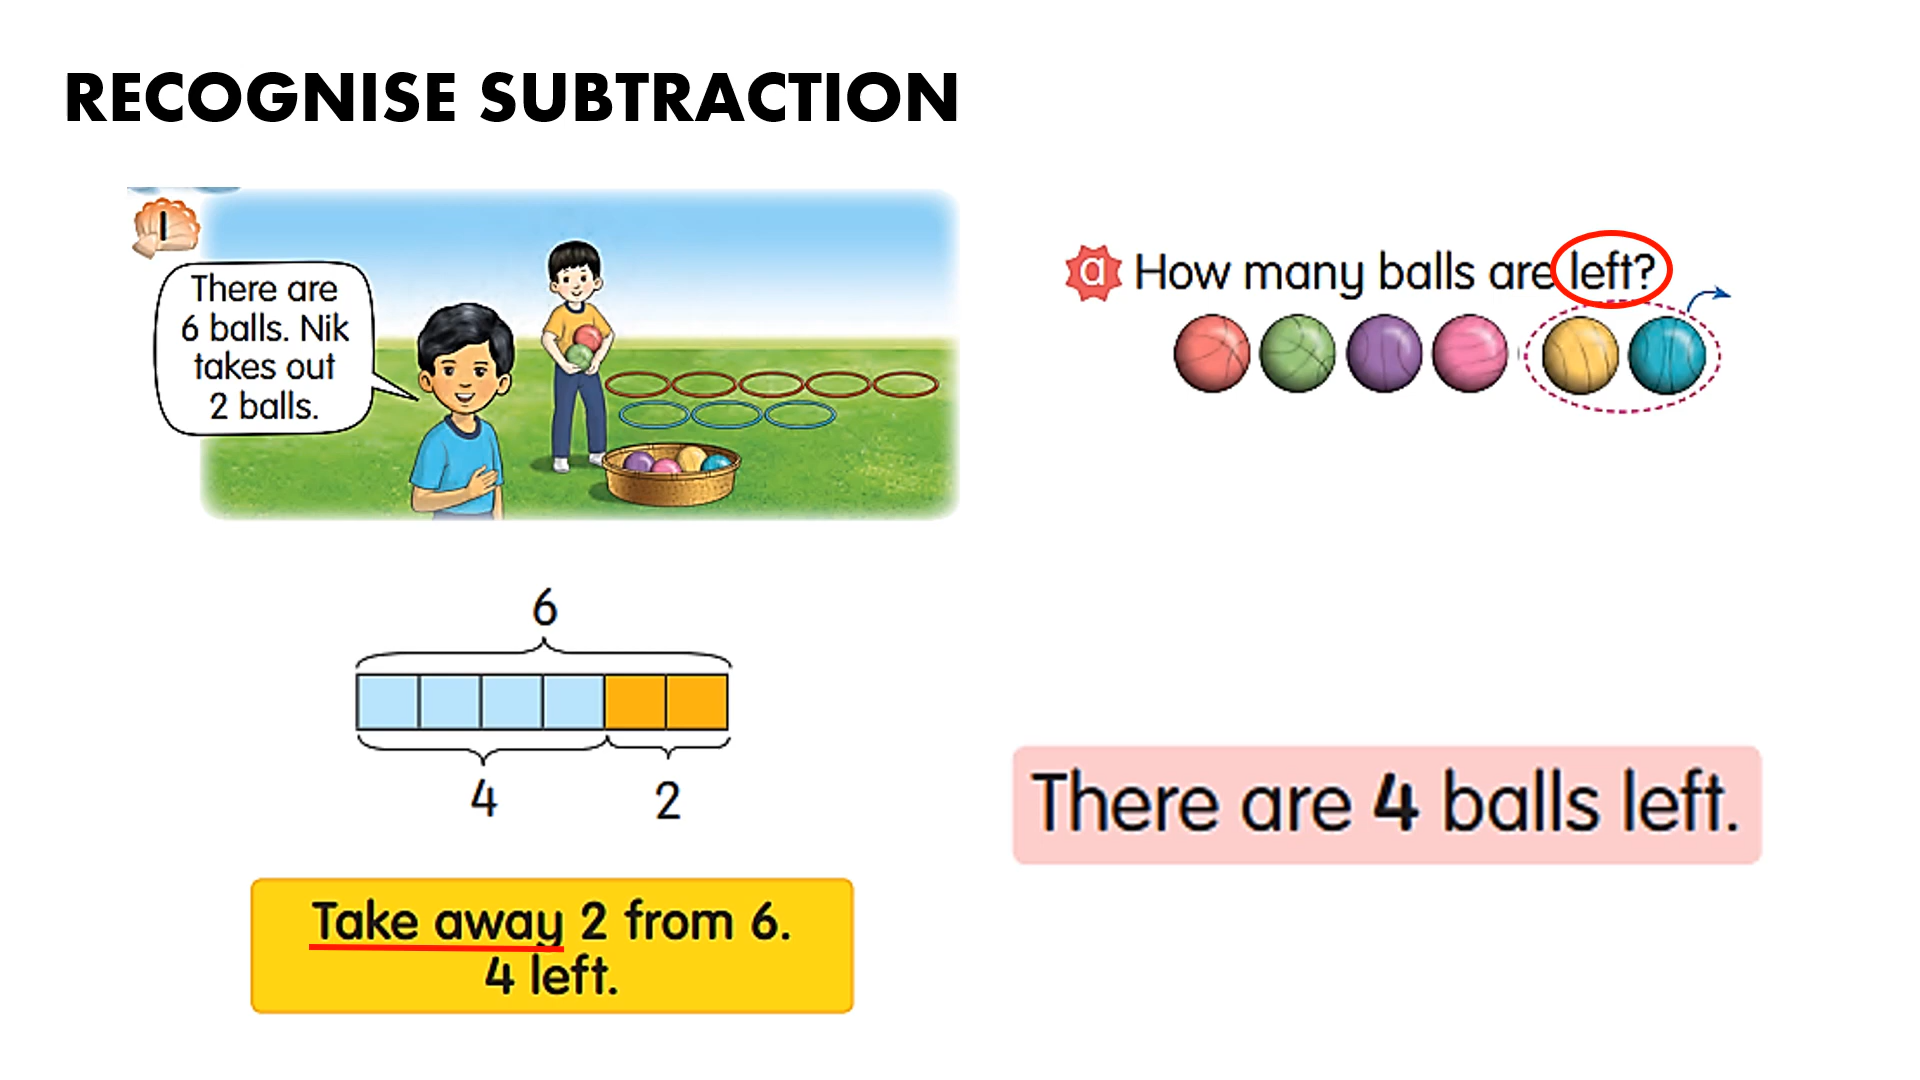 RECOGNISE SUBTRACTION
1
There are
6 balls. Nik
takes out
2 balls.
a How many balls are left?
6
4 2
Take away 2 from 6.
4 left.
There are 4 balls left.